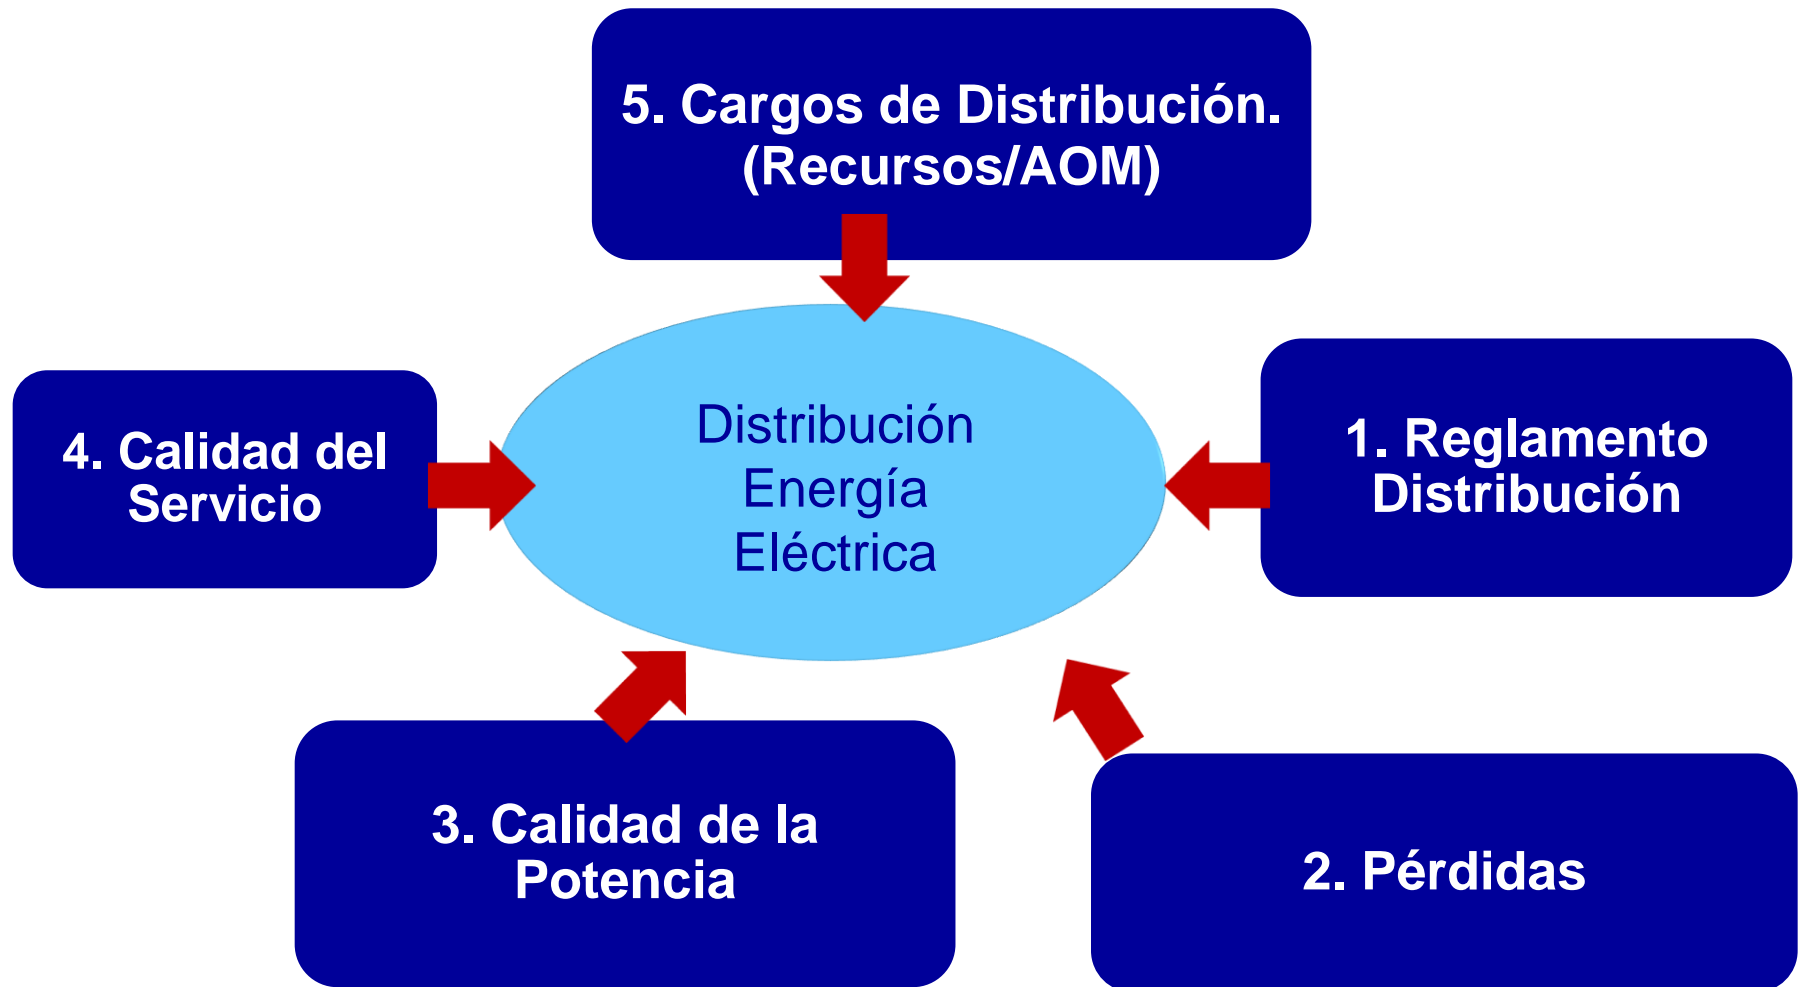 5. Cargos de Distribución.
(Recursos/AOM)
4. Calidad del
Servicio
Distribución
Energía
Eléctrica
1. Reglamento
Distribución
3. Calidad de la
Potencia
2. Pérdidas